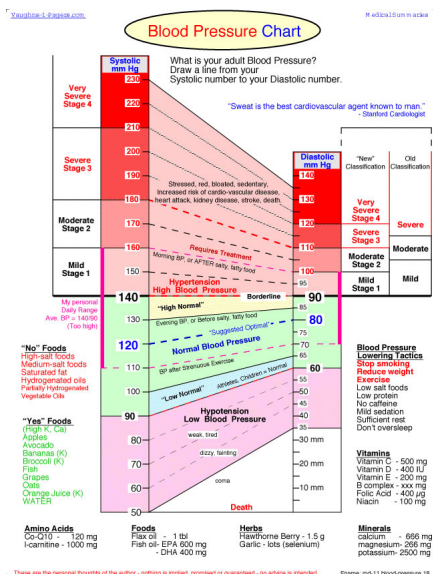 Vaughns-1-Pagers.com
Medical Summaries
Blood Pressure Chart
Systolic
mm Hg
What is your adult Blood Pressure?
Draw a line from your
Systolic number to your Diastolic number.
"Sweat is the best cardiovascular agent known to man."
- Stanford Cardiologist
230
220
210
200
190
180
170
160
150
140
130
120
110
100
90
80
70
60
50
Very
Severe
Stage 4
Severe
Stage 3
Moderate
Stage 2
Mild
Stage 1
My personal
Daily Range
Ave. BP = 140/90
(Too high)
Diastolic
mm Hg
140
130
120
110
100
95
90
85
80
70
65
60
45
40
35
30 mm
20 mm
10 mm
"New"
Classification
Old
Classification
Very
Severe
Stage 4
Severe
Stage 3
Moderate
Stage 2
Mild
Stage 1
Severe
Moderate
Mild
Stressed, red, bloated, sedentary,
Increased risk of cardio-vascular disease,
heart attack, kidney disease, stroke, death
Requires Treatment
Morning BP, or AFTER salty, fatty food
Hypertension
High Blood Pressure
Borderline
"High Normal"
Evening BP, or Before salty, fatty food
"Suggested Optimal"
Normal Blood Pressure
BP after Strenuous Exercise
Athletes, Children = Normal
"Low Normal"
Hypotension
Low Blood Pressure
weak, tired
dizzy, fainting
coma
Death
"No" Foods
High-salt foods
Medium-salt foods
Saturated fat
Hydrogenated oils
Partially Hydrogenated
Vegetable Oils
"Yes" Foods
(High K, Ca)
Apples
Avocado
Bananas (K)
Broccoli (K)
Fish
Grapes
Oats
Orange Juice (K)
WATER
Blood Pressure
Lowering Tactics
Stop smoking
Reduce weight
Exercise
Low salt foods
Low protein
No caffeine
Mild sedation
Sufficient rest
Don't oversleep
Vitamins
Vitamin C - 500 mg
Vitamin D - 400 IU
Vitamin E - 200 mg
B complex - xxx mg
Folic Acid - 400 µg
Niacin - 100 mg
Amino Acids
Co-Q10 - 120 mg
l-carnitine - 1000 mg
Foods
Flax oil - 1 tbl
Fish oil- EPA 600 mg
- DHA 400 mg
Herbs
Hawthorne Berry - 1.5 g
Garlic - lots (selenium)
Minerals
calcium - 666 mg
magnesium- 266 mg
potassium- 2500 mg